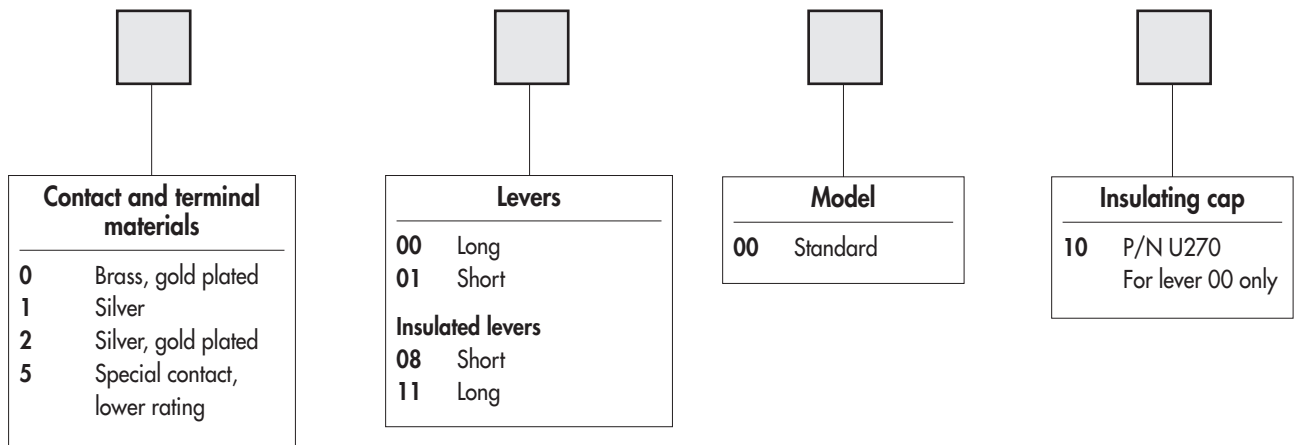 Contact and terminal
materials
0 Brass, gold plated
1 Silver
2 Silver, gold plated
5 Special contact,
lower rating
Levers
00 Long
01 Short
Insulated levers
08 Short
11 Long
Model
00 Standard
Insulating cap
10 P/N U270
For lever 00 only